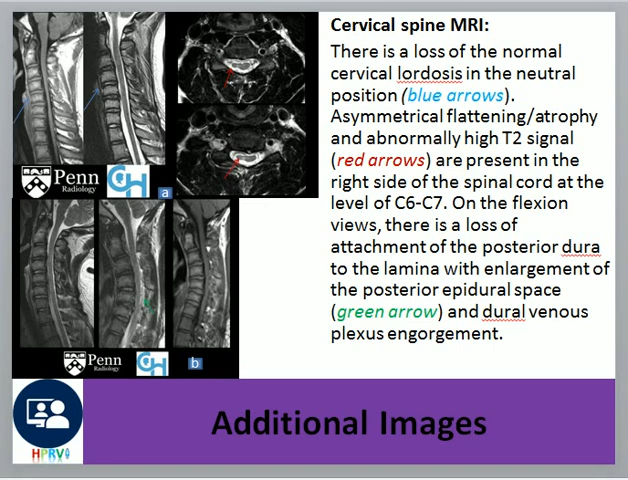 Cervical spine MRI:
There is a loss of the normal
cervical lordosis in the neutral
position (blue arrows).
Asymmetrical flattening/atrophy
and abnormally high T2 signal
(red arrows) are present in the
right side of the spinal cord at the
level of C6-C7. On the flexion
views, there is a loss of
attachment of the posterior dura
to the lamina with enlargement of
the posterior epidural space
(green arrow) and dural venous
plexus engorgement.
Penn
Radiology
CH
a
Penn
Radiology
CH
b
HPRV
Additional Images